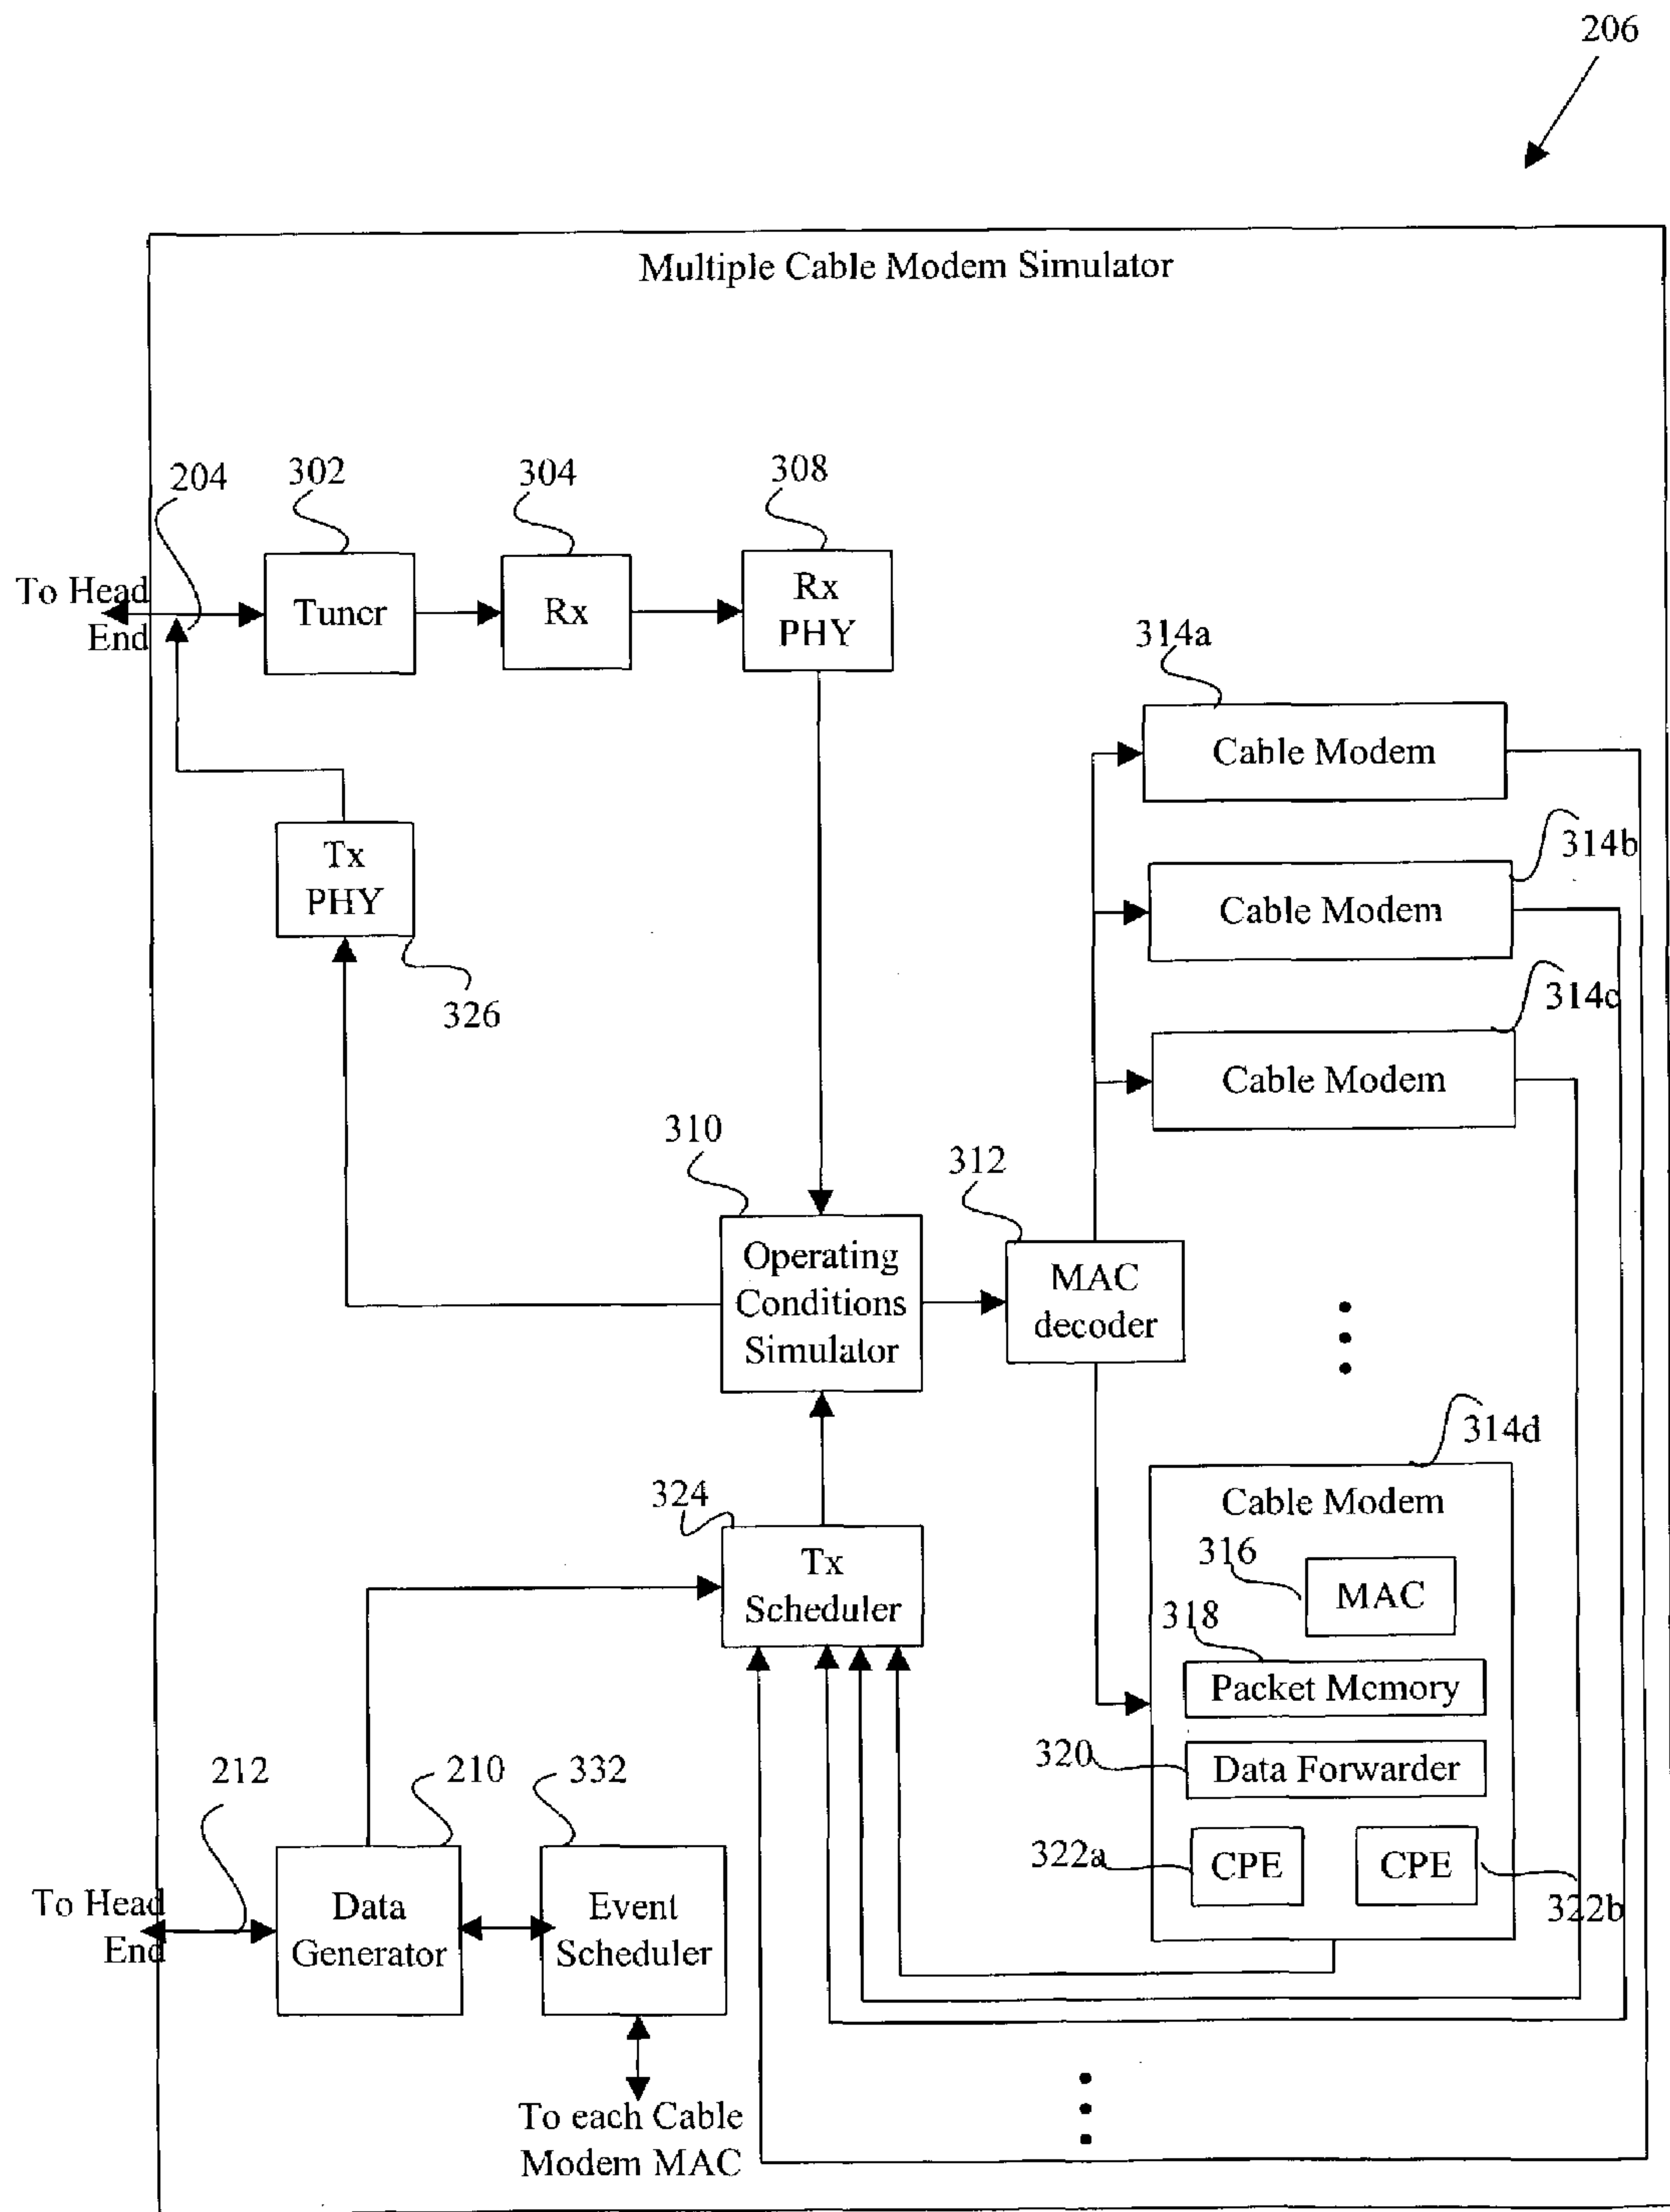 206
Multiple Cable Modem Simulator
204
302
304
308
To Head
End
Tuner
Rx
Rx
PHY
314a
Cable Modem
314b
Cable Modem
314c
Cable Modem
Tx
PHY
326
310
312
Operating
Conditions
Simulator
MAC
decoder
314d
Cable Modem
316
MAC
318
Packet Memory
320
Data Forwarder
322a
CPE
CPE
322b
324
Tx
Scheduler
212
210
332
To Head
End
Data
Generator
Event
Scheduler
To each Cable
Modem MAC